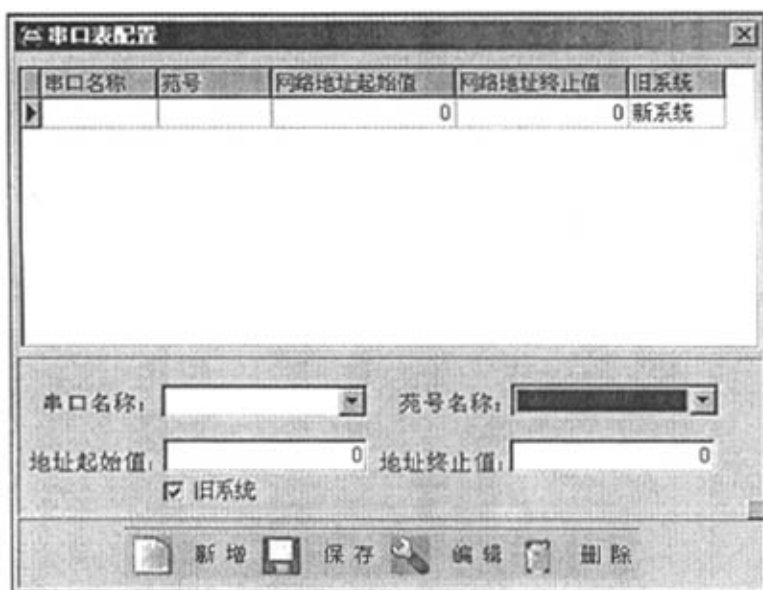 串口表配置
串口名称 苑号 网络地址起始值 网络地址终止值 旧系统
0 0 新系统
串口名称： 苑号名称：
地址起始值： 0 地址终止值： 0
旧系统
新增 保存 编辑 删除